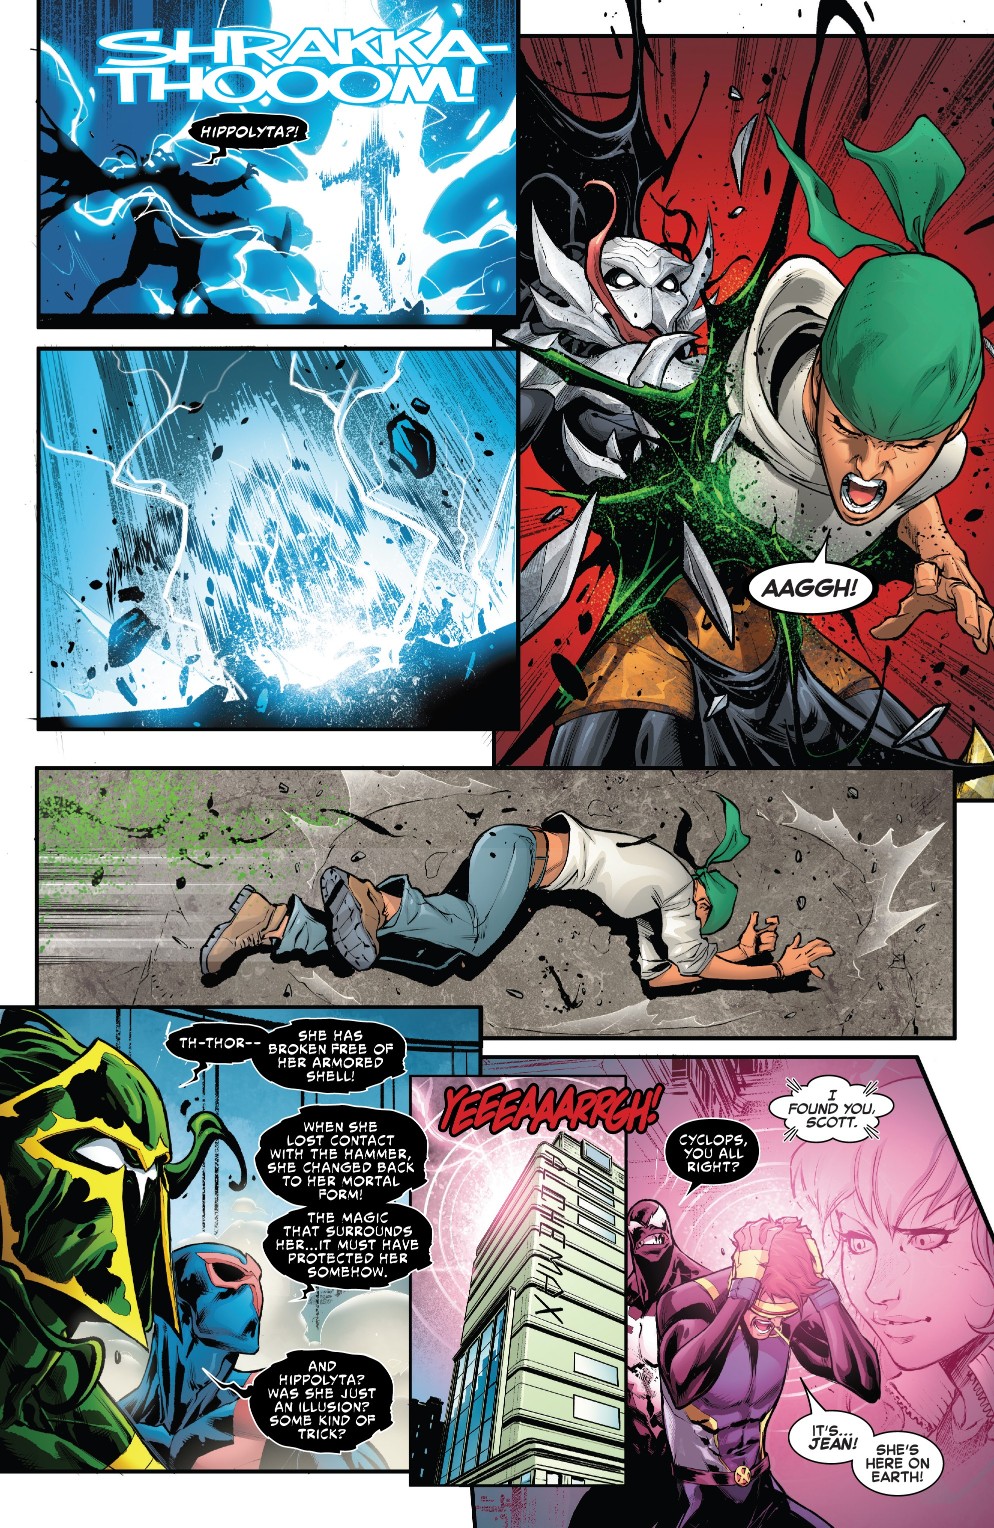 SHRAKKA-
THOOOM!
HIPPOLYTA?!
AAGGH!
TH-THOR--
SHE HAS
BROKEN FREE OF
HER ARMORED
SHELL!
WHEN SHE
LOST CONTACT
WITH THE HAMMER,
SHE CHANGED BACK
TO HER MORTAL
FORM!
THE MAGIC
THAT SURROUNDS
HER...IT MUST HAVE
PROTECTED HER
SOMEHOW.
AND
HIPPOLYTA?
WAS SHE JUST
AN ILLUSION?
SOME KIND OF
TRICK?
YEEEAAARRGH!
ALCHEMAX
CYCLOPS,
YOU ALL
RIGHT?
I
FOUND YOU,
SCOTT.
IT'S...
JEAN!
SHE'S
HERE ON
EARTH!